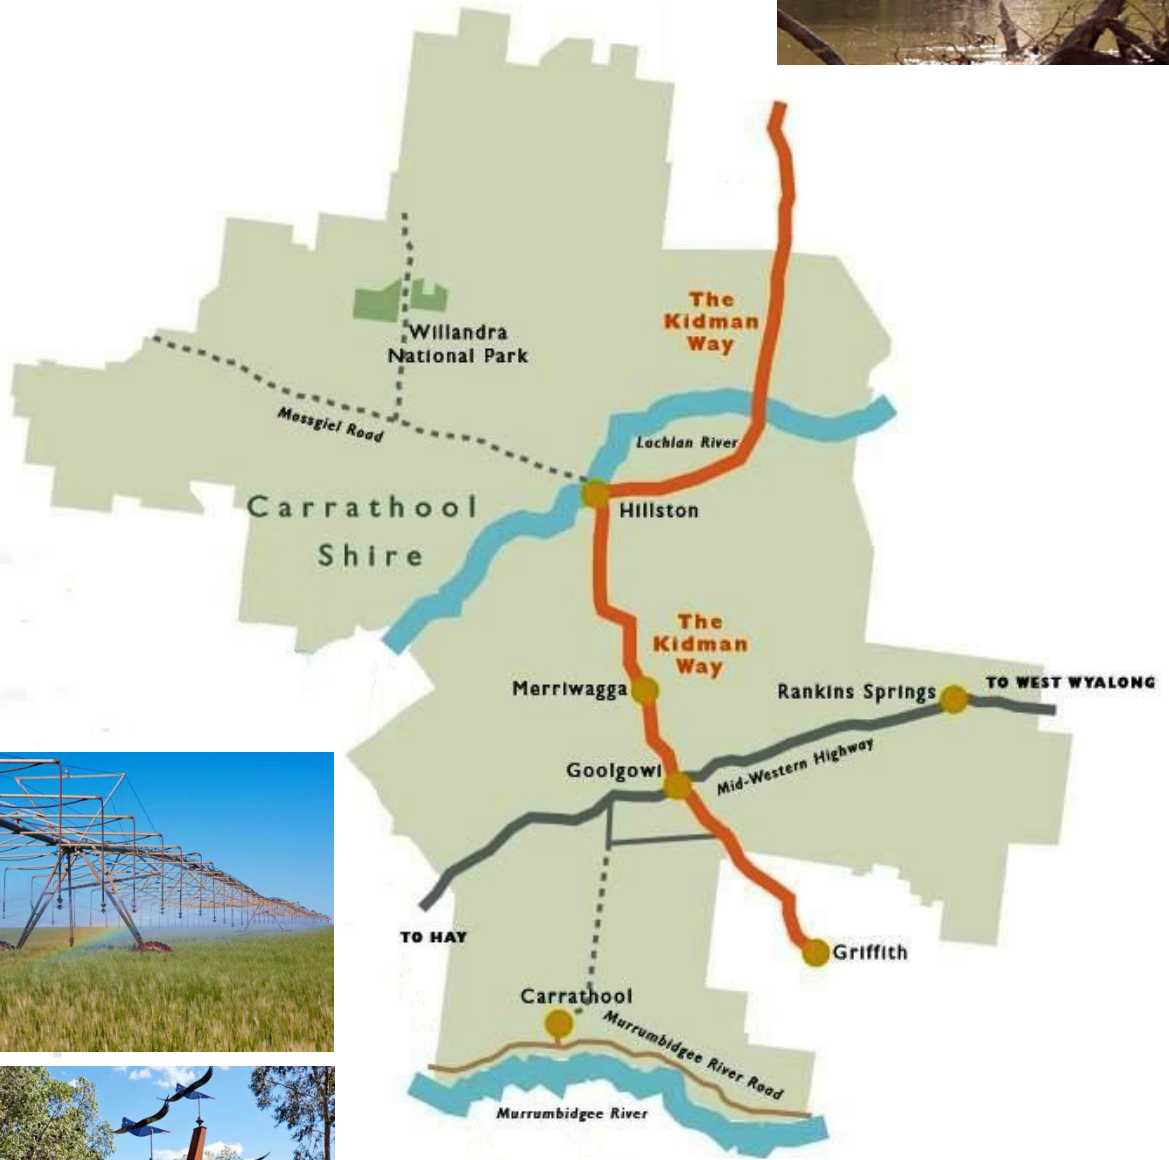 The
Kidman
Way
Willandra
National Park
Mossgiel Road
Lachlan River
Carrathool
Shire
Hillston
The
Kidman
Way
Merriwagga
Rankins Springs
TO WEST WYALONG
Goolgowi
Mid-Western Highway
TO HAY
Griffith
Carrathool
Murrumbidgee River Road
Murrumbidgee River